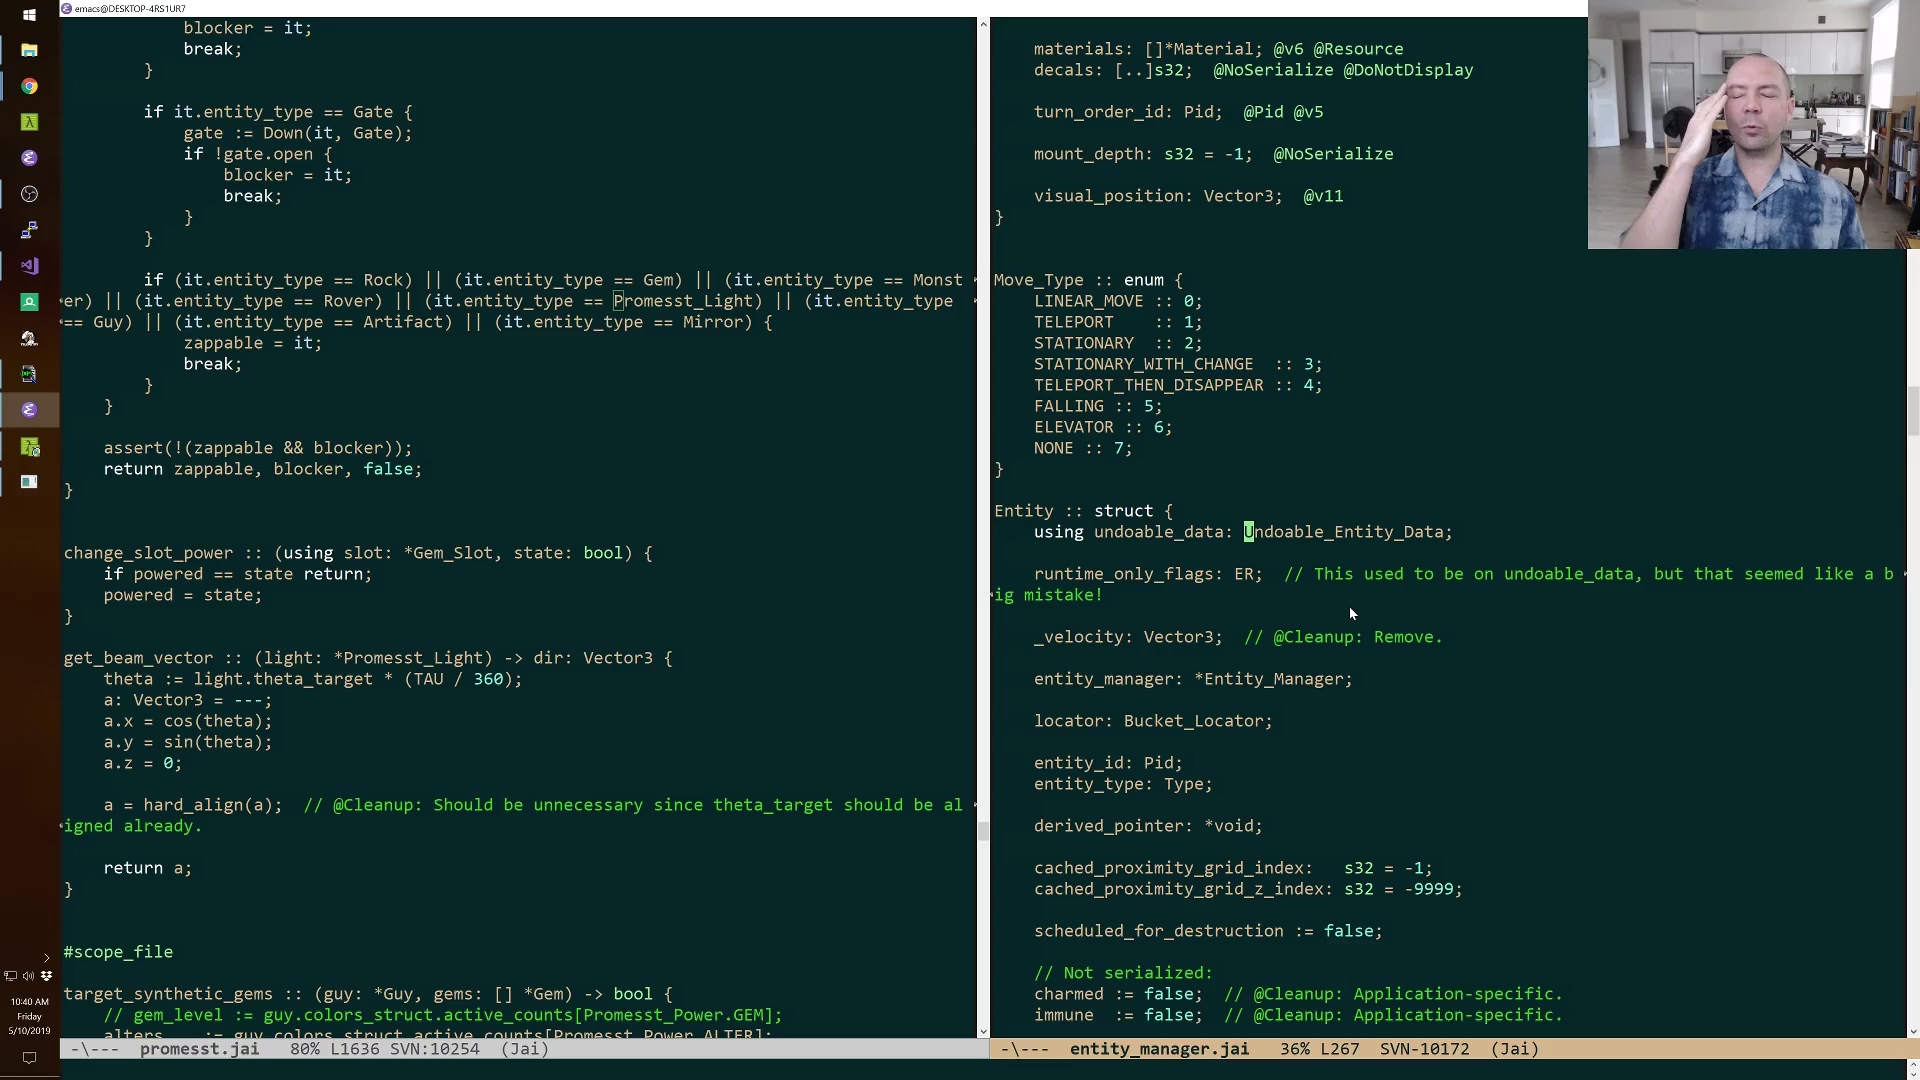 emacs@DESKTOP-4RS1UR7
blocker = it;
break;
}
if it.entity_type == Gate {
gate := Down(it, Gate);
if !gate.open {
blocker = it;
break;
}
}
if (it.entity_type == Rock) || (it.entity_type == Gem) || (it.entity_type == Monst
er) || (it.entity_type == Rover) || (it.entity_type == Promesst_Light) || (it.entity_type
== Guy) || (it.entity_type == Artifact) || (it.entity_type == Mirror) {
zappable = it;
break;
}
}
assert(!(zappable && blocker));
return zappable, blocker, false;
}
change_slot_power :: (using slot: *Gem_Slot, state: bool) {
if powered == state return;
powered = state;
}
get_beam_vector :: (light: *Promesst_Light) -> dir: Vector3 {
theta := light.theta_target * (TAU / 360);
a: Vector3 = ---;
a.x = cos(theta);
a.y = sin(theta);
a.z = 0;
a = hard_align(a);  // @Cleanup: Should be unnecessary since theta_target should be al
igned already.
return a;
}
#scope_file
target_synthetic_gems :: (guy: *Guy, gems: [] *Gem) -> bool {
// gem_level := guy.colors_struct.active_counts[Promesst_Power.GEM];
alters := guy.colors_struct.active_counts[Promesst_Power.ALTER];
-\---  promesst.jai   80% L1636 SVN:10254  (Jai)
materials: []*Material; @v6 @Resource
decals: [..]s32;  @NoSerialize @DoNotDisplay
turn_order_id: Pid;  @Pid @v5
mount_depth: s32 = -1;  @NoSerialize
visual_position: Vector3;  @v11
}
Move_Type :: enum {
LINEAR_MOVE :: 0;
TELEPORT    :: 1;
STATIONARY  :: 2;
STATIONARY_WITH_CHANGE  :: 3;
TELEPORT_THEN_DISAPPEAR :: 4;
FALLING :: 5;
ELEVATOR :: 6;
NONE :: 7;
}
Entity :: struct {
using undoable_data: Undoable_Entity_Data;
runtime_only_flags: ER;  // This used to be on undoable_data, but that seemed like a b
ig mistake!
_velocity: Vector3;  // @Cleanup: Remove.
entity_manager: *Entity_Manager;
locator: Bucket_Locator;
entity_id: Pid;
entity_type: Type;
derived_pointer: *void;
cached_proximity_grid_index:   s32 = -1;
cached_proximity_grid_z_index: s32 = -9999;
scheduled_for_destruction := false;
// Not serialized:
charmed := false;  // @Cleanup: Application-specific.
immune  := false;  // @Cleanup: Application-specific.
-\---  entity_manager.jai   36% L267  SVN-10172  (Jai)
10:40 AM
Friday
5/10/2019